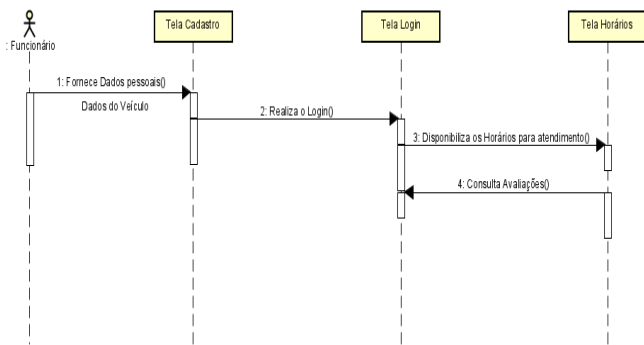 Tela Cadastro
Tela Login
Tela Horários
: Funcionário
1: Fornece Dados pessoais()
Dados do Veículo
2: Realiza o Login()
3: Disponibiliza os Horários para atendimento()
4: Consulta Avaliações()